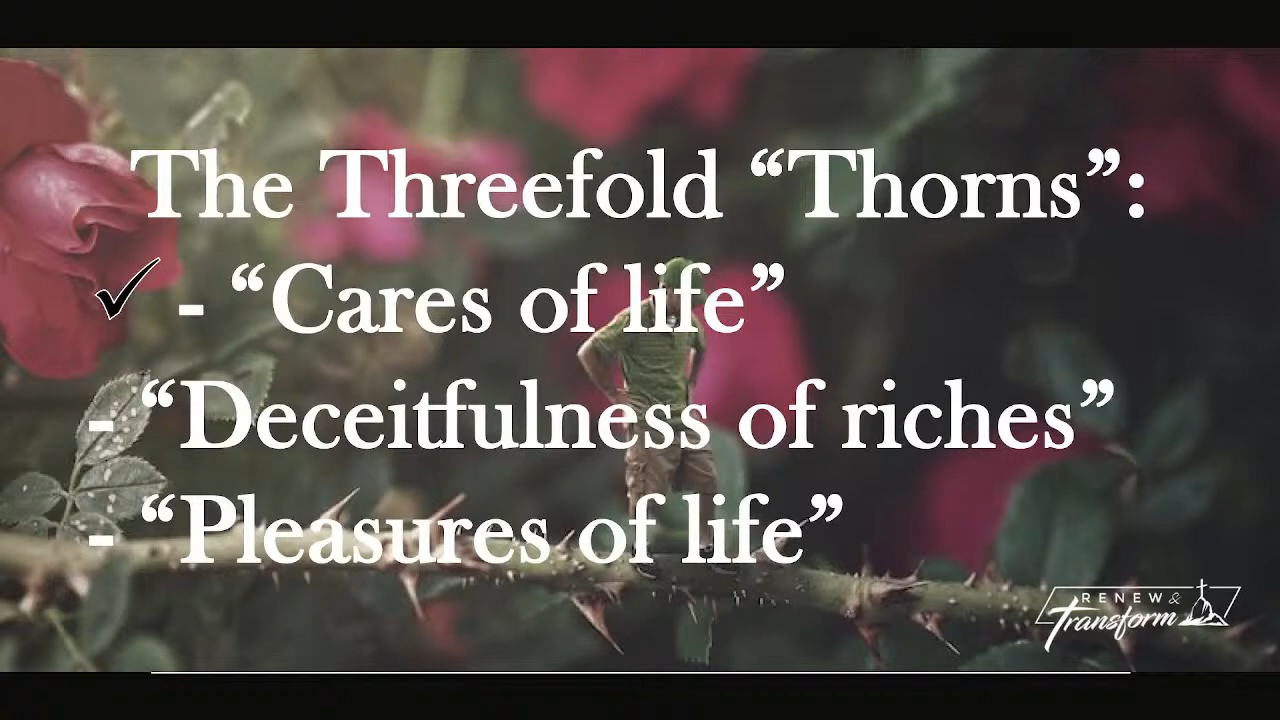 The Threefold “Thorns”:
✓ - “Cares of life”
- “Deceitfulness of riches”
- “Pleasures of life”
RENEW &
Transform